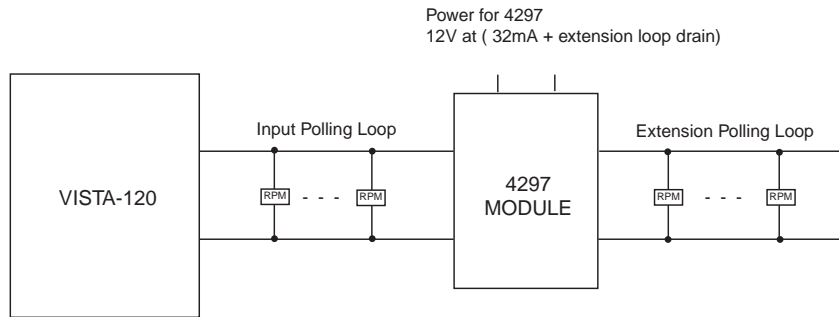 Power for 4297
12V at ( 32mA + extension loop drain)
Input Polling Loop
Extension Polling Loop
VISTA-120
RPM - - - RPM
4297
MODULE
RPM - - - RPM